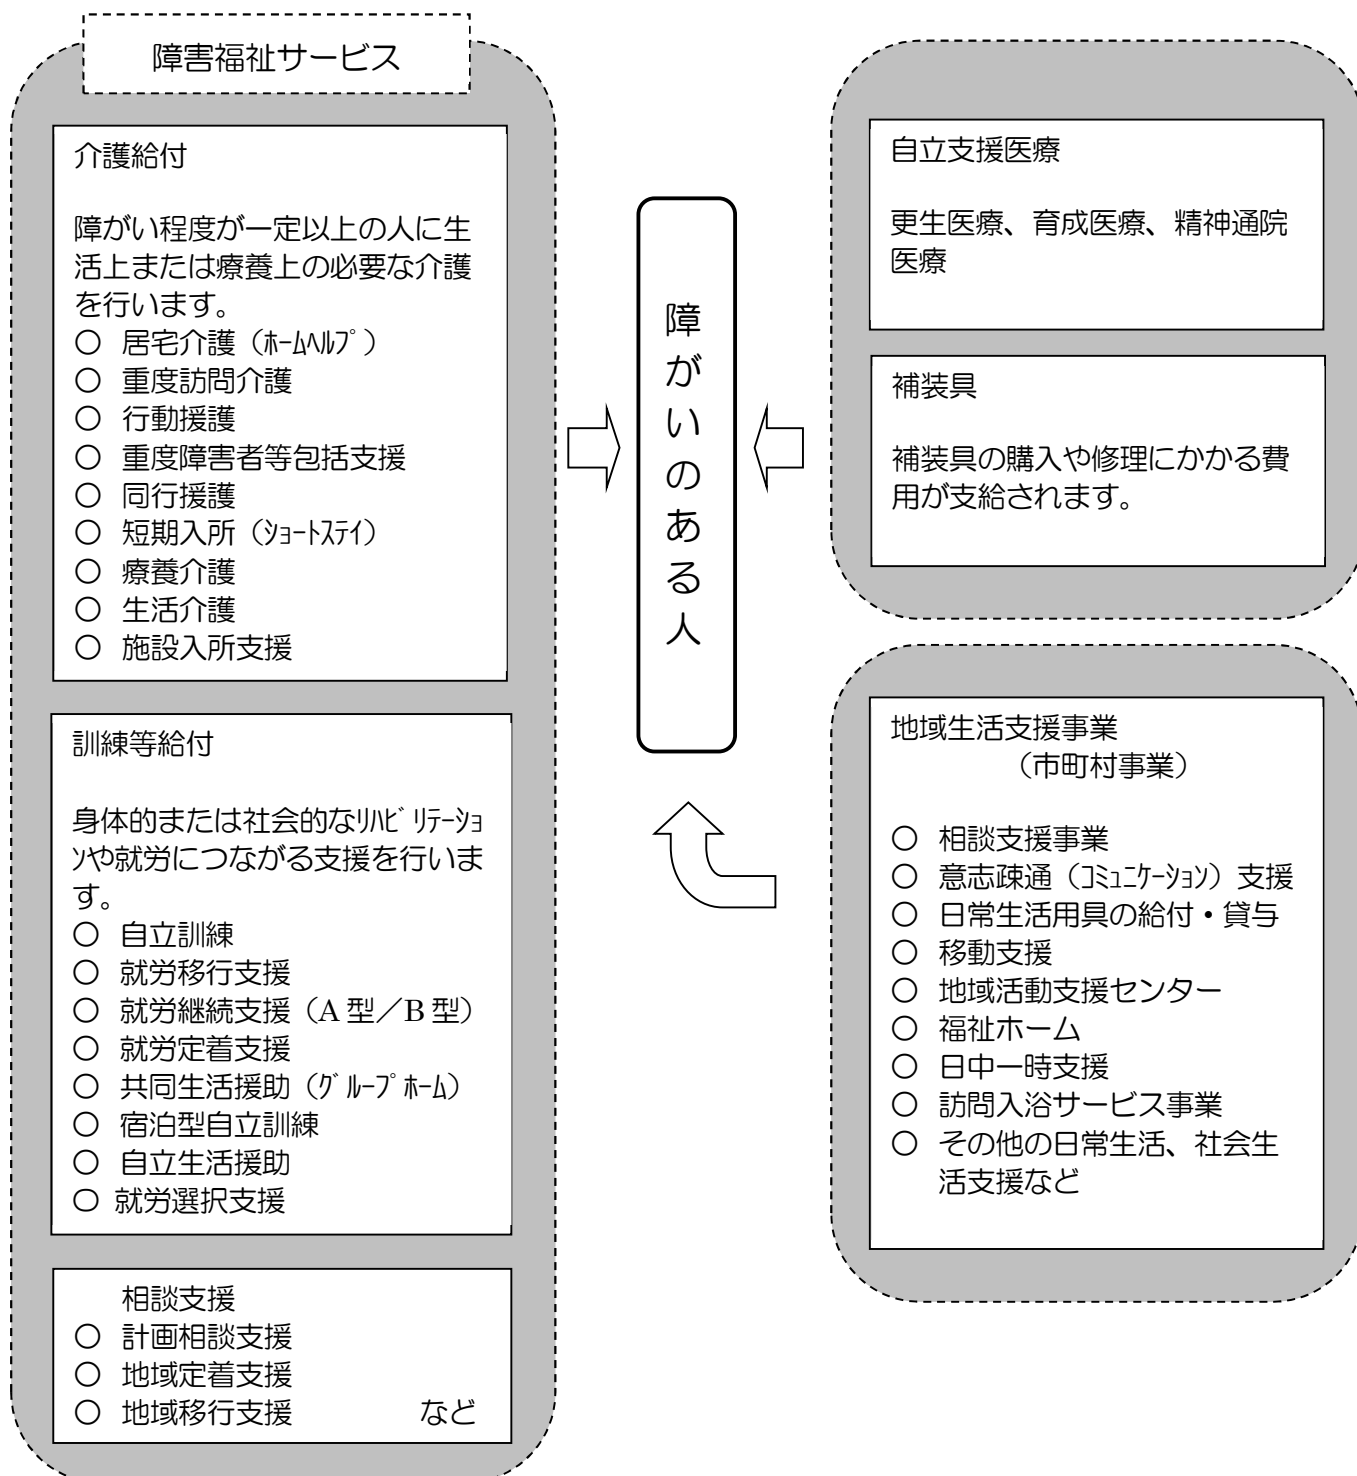 障害福祉サービス
介護給付
障がい程度が一定以上の人に生
活上または療養上の必要な介護
を行います。
○ 居宅介護（ﾎｰﾑﾍﾙﾌﾟ）
○ 重度訪問介護
○ 行動援護
○ 重度障害者等包括支援
○ 同行援護
○ 短期入所（ｼｮｰﾄｽﾃｲ）
○ 療養介護
○ 生活介護
○ 施設入所支援
訓練等給付
身体的または社会的なﾘﾊﾋﾞﾘﾃｰｼｮ
ﾝや就労につながる支援を行いま
す。
○ 自立訓練
○ 就労移行支援
○ 就労継続支援（A 型／B 型）
○ 就労定着支援
○ 共同生活援助（ｸﾞﾙｰﾌﾟﾎｰﾑ）
○ 宿泊型自立訓練
○ 自立生活援助
○ 就労選択支援
相談支援
○ 計画相談支援
○ 地域定着支援
○ 地域移行支援 など
障がいのある人
自立支援医療
更生医療、育成医療、精神通院
医療
補装具
補装具の購入や修理にかかる費
用が支給されます。
地域生活支援事業
（市町村事業）
○ 相談支援事業
○ 意志疎通（ｺﾐｭﾆｹｰｼｮﾝ）支援
○ 日常生活用具の給付・貸与
○ 移動支援
○ 地域活動支援センター
○ 福祉ホーム
○ 日中一時支援
○ 訪問入浴サービス事業
○ その他の日常生活、社会生
活支援など